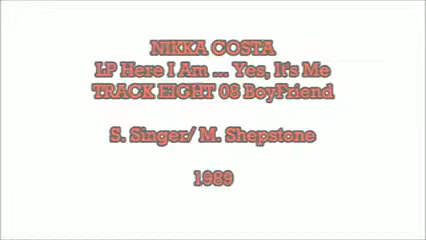 NIKKA COSTA
LP Here I Am ... Yes, It's Me
TRACK EIGHT 08 BoyFriend
S. Singer/ M. Shepstone
1989